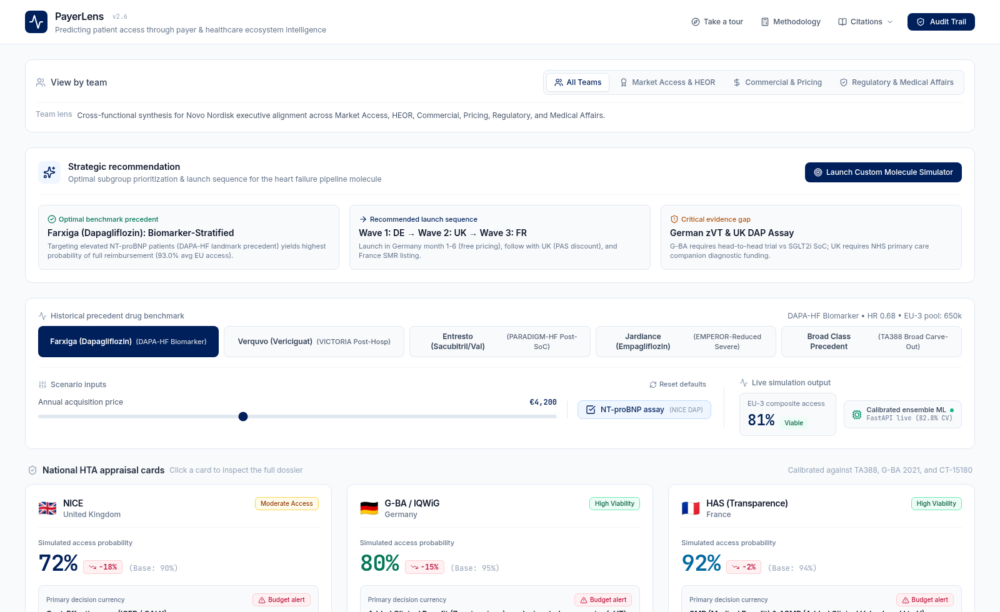 PayerLens v2.6
Predicting patient access through payer & healthcare ecosystem intelligence
Take a tour
Methodology
Citations
Audit Trail
View by team
All Teams
Market Access & HEOR
Commercial & Pricing
Regulatory & Medical Affairs
Team lens Cross-functional synthesis for Novo Nordisk executive alignment across Market Access, HEOR, Commercial, Pricing, Regulatory, and Medical Affairs.
Strategic recommendation
Optimal subgroup prioritization & launch sequence for the heart failure pipeline molecule
Launch Custom Molecule Simulator
Optimal benchmark precedent
Farxiga (Dapagliflozin): Biomarker-Stratified
Targeting elevated NT-proBNP patients (DAPA-HF landmark precedent) yields highest
probability of full reimbursement (93.0% avg EU access).
Recommended launch sequence
Wave 1: DE → Wave 2: UK → Wave 3: FR
Launch in Germany month 1-6 (free pricing), follow with UK (PAS discount), and
France SMR listing.
Critical evidence gap
German zVT & UK DAP Assay
G-BA requires head-to-head trial vs SGLT2i SoC; UK requires NHS primary care
companion diagnostic funding.
Historical precedent drug benchmark
DAPA-HF Biomarker • HR 0.68 • EU-3 pool: 650k
Farxiga (Dapagliflozin) (DAPA-HF Biomarker)
Verquvo (Vericiguat) (VICTORIA Post-Hosp)
Entresto
(Sacubitril/Val)
(PARADIGM-HF Post-
SoC)
Jardiance
(Empagliflozin)
(EMPEROR-Reduced
Severe)
Broad Class
Precedent
(TA388 Broad Carve-
Out)
Scenario inputs
Reset defaults
Annual acquisition price
€4,200
NT-proBNP assay (NICE DAP)
Live simulation output
EU-3 composite access
81% Viable
Calibrated ensemble ML
FastAPI live (82.8% CV)
National HTA appraisal cards Click a card to inspect the full dossier
Calibrated against TA388, G-BA 2021, and CT-15180
NICE
United Kingdom
Moderate Access
Simulated access probability
72% -18% (Base: 90%)
Primary decision currency
Budget alert
G-BA / IQWiG
Germany
High Viability
Simulated access probability
80% -15% (Base: 95%)
Primary decision currency
Budget alert
HAS (Transparence)
France
High Viability
Simulated access probability
92% -2% (Base: 94%)
Primary decision currency
Budget alert